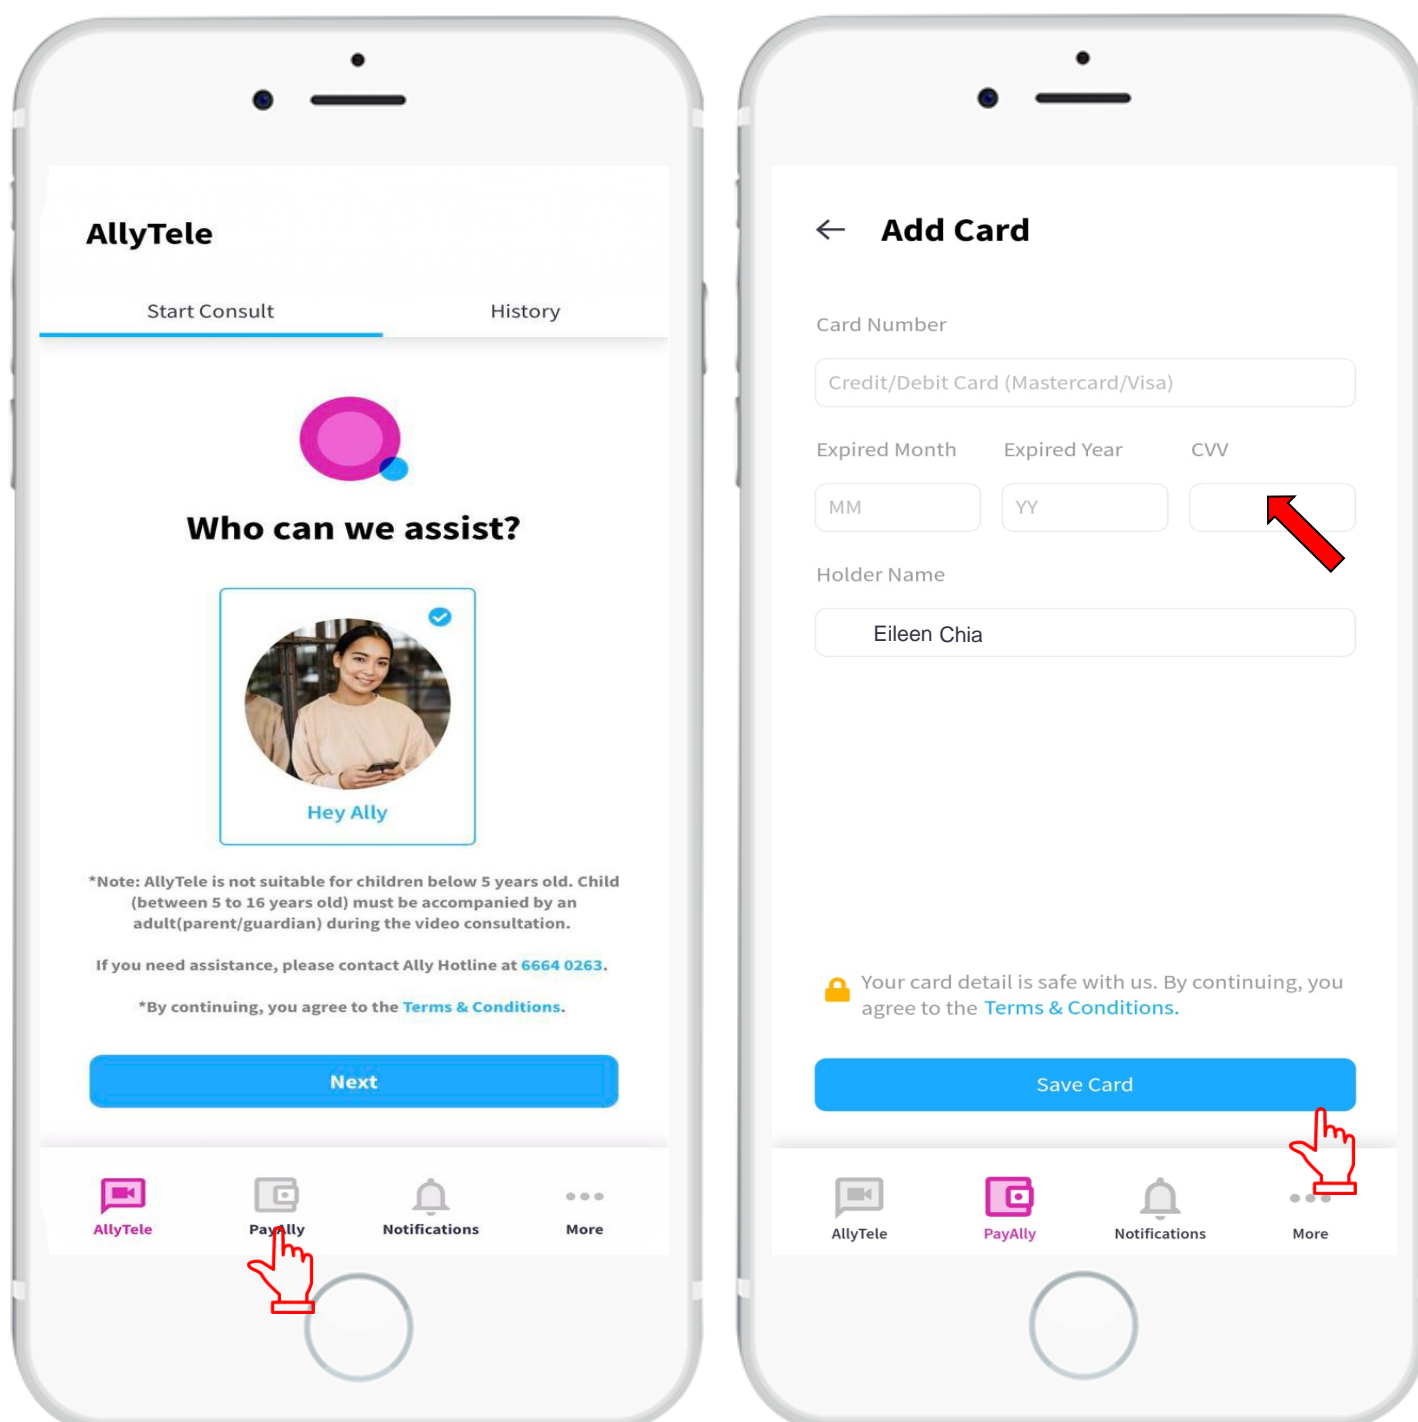 AllyTele
Start Consult
History
Who can we assist?
Hey Ally
*Note: AllyTele is not suitable for children below 5 years old. Child
(between 5 to 16 years old) must be accompanied by an
adult(parent/guardian) during the video consultation.
If you need assistance, please contact Ally Hotline at 6664 0263.
*By continuing, you agree to the Terms & Conditions.
Next
AllyTele
PayAlly
Notifications
More
Add Card
Card Number
Credit/Debit Card (Mastercard/Visa)
Expired Month
Expired Year
CVV
MM
YY
Holder Name
Eileen Chia
Your card detail is safe with us. By continuing, you
agree to the Terms & Conditions.
Save Card
AllyTele
PayAlly
Notifications
More